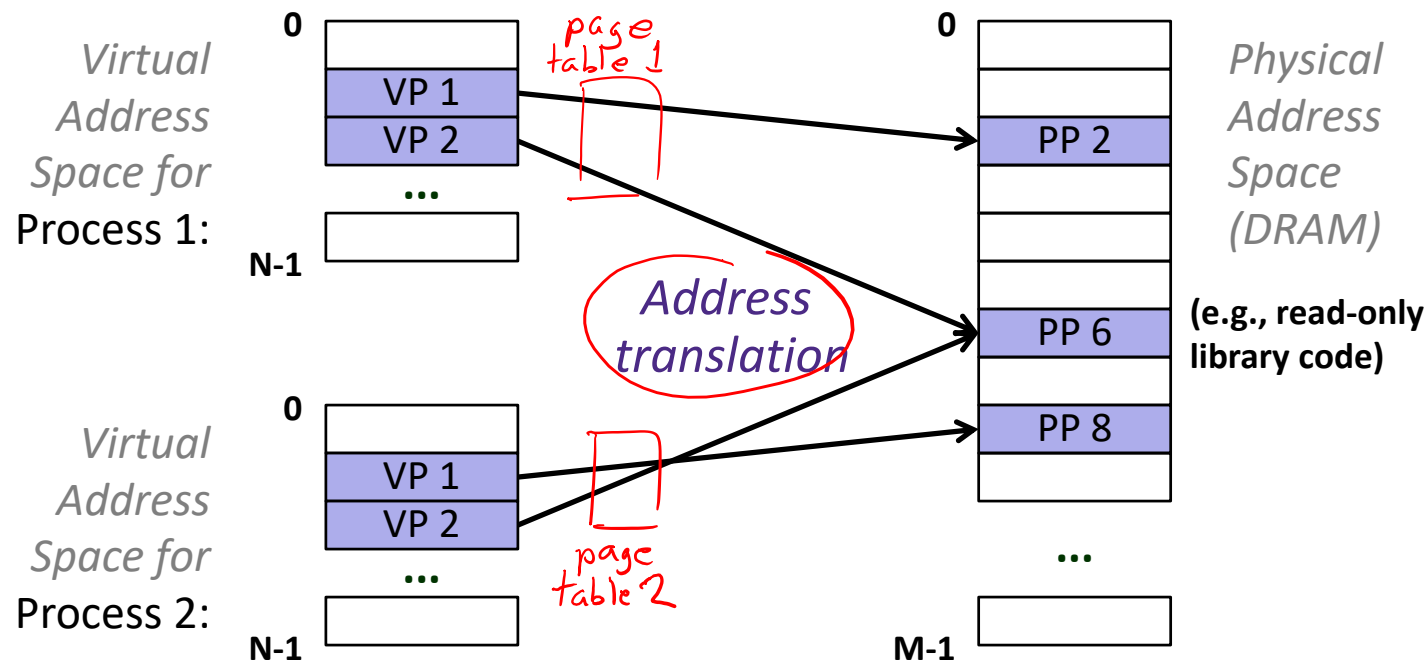 0
Virtual
Address
Space for
Process 1:
VP 1
VP 2
...
N-1
page
table 1
Address
translation
0
Virtual
Address
Space for
Process 2:
VP 1
VP 2
...
N-1
page
table 2
0
PP 2
PP 6
PP 8
...
M-1
Physical
Address
Space
(DRAM)
(e.g., read-only
library code)